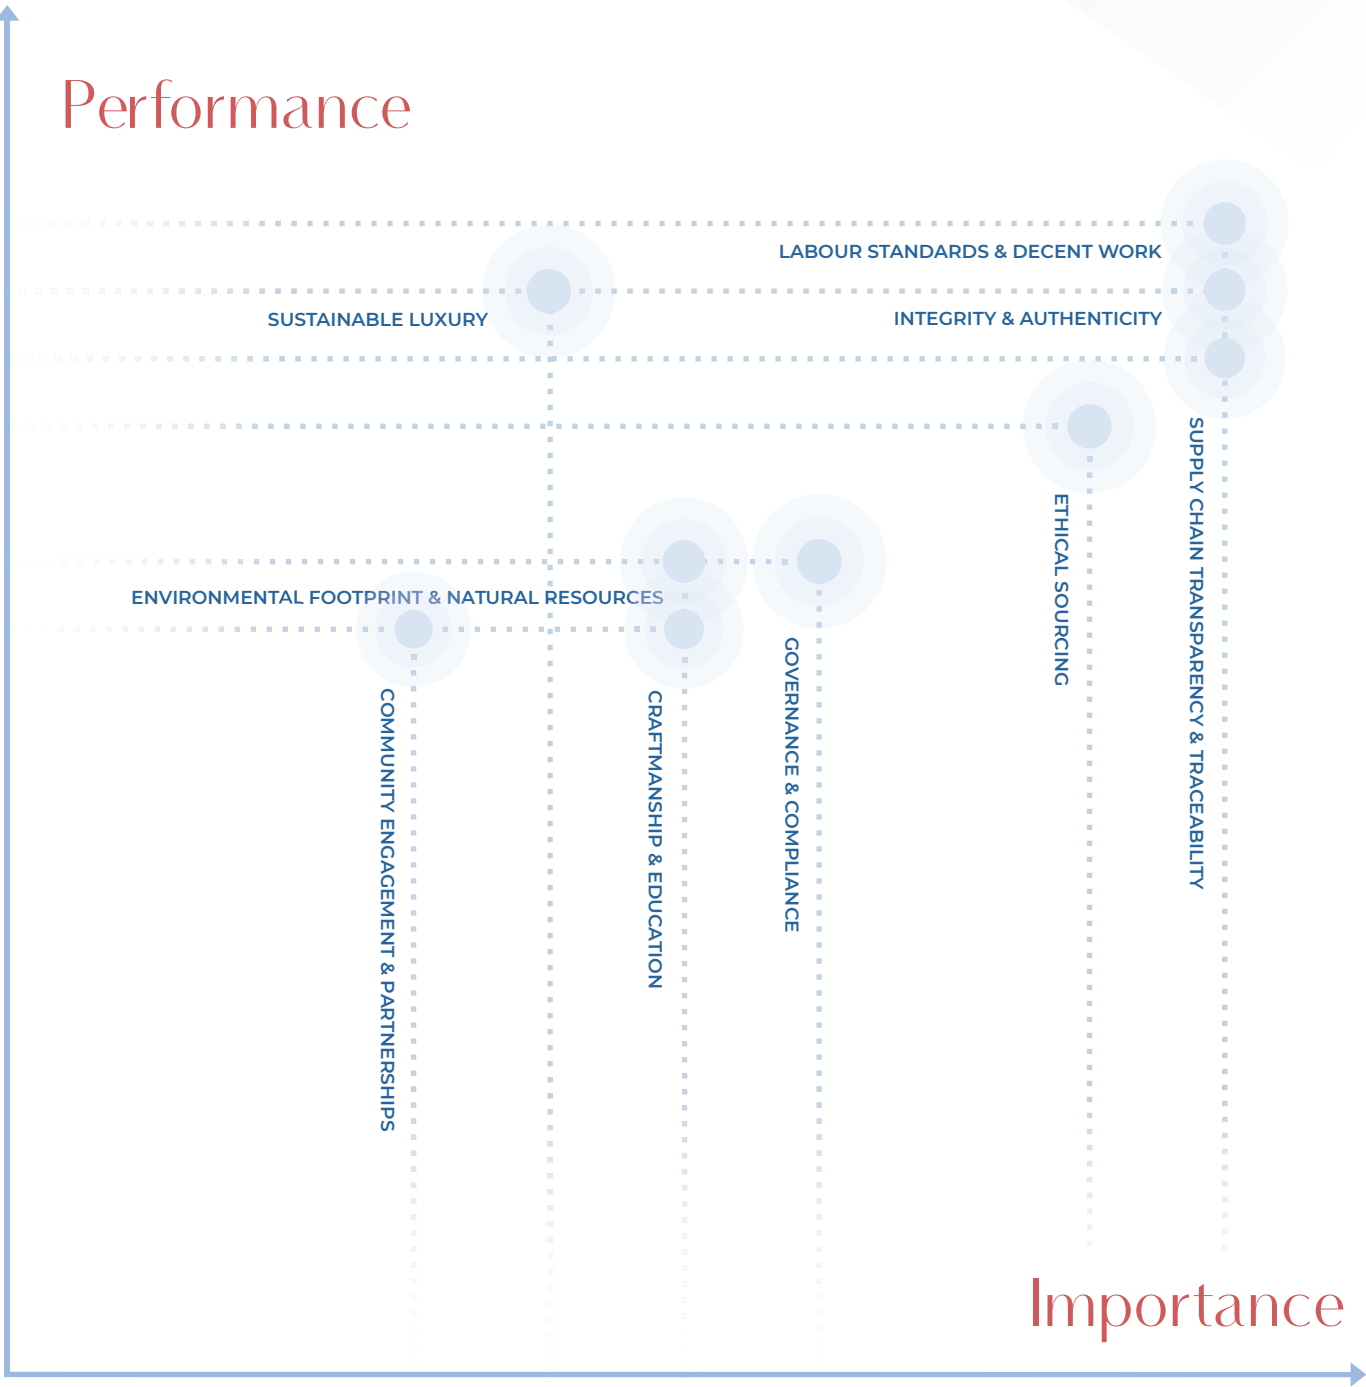 Performance
LABOUR STANDARDS & DECENT WORK
SUSTAINABLE LUXURY
INTEGRITY & AUTHENTICITY
SUPPLY CHAIN TRANSPARENCY & TRACEABILITY
ETHICAL SOURCING
ENVIRONMENTAL FOOTPRINT & NATURAL RESOURCES
GOVERNANCE & COMPLIANCE
COMMUNITY ENGAGEMENT & PARTNERSHIPS
CRAFTMANSHIP & EDUCATION
Importance